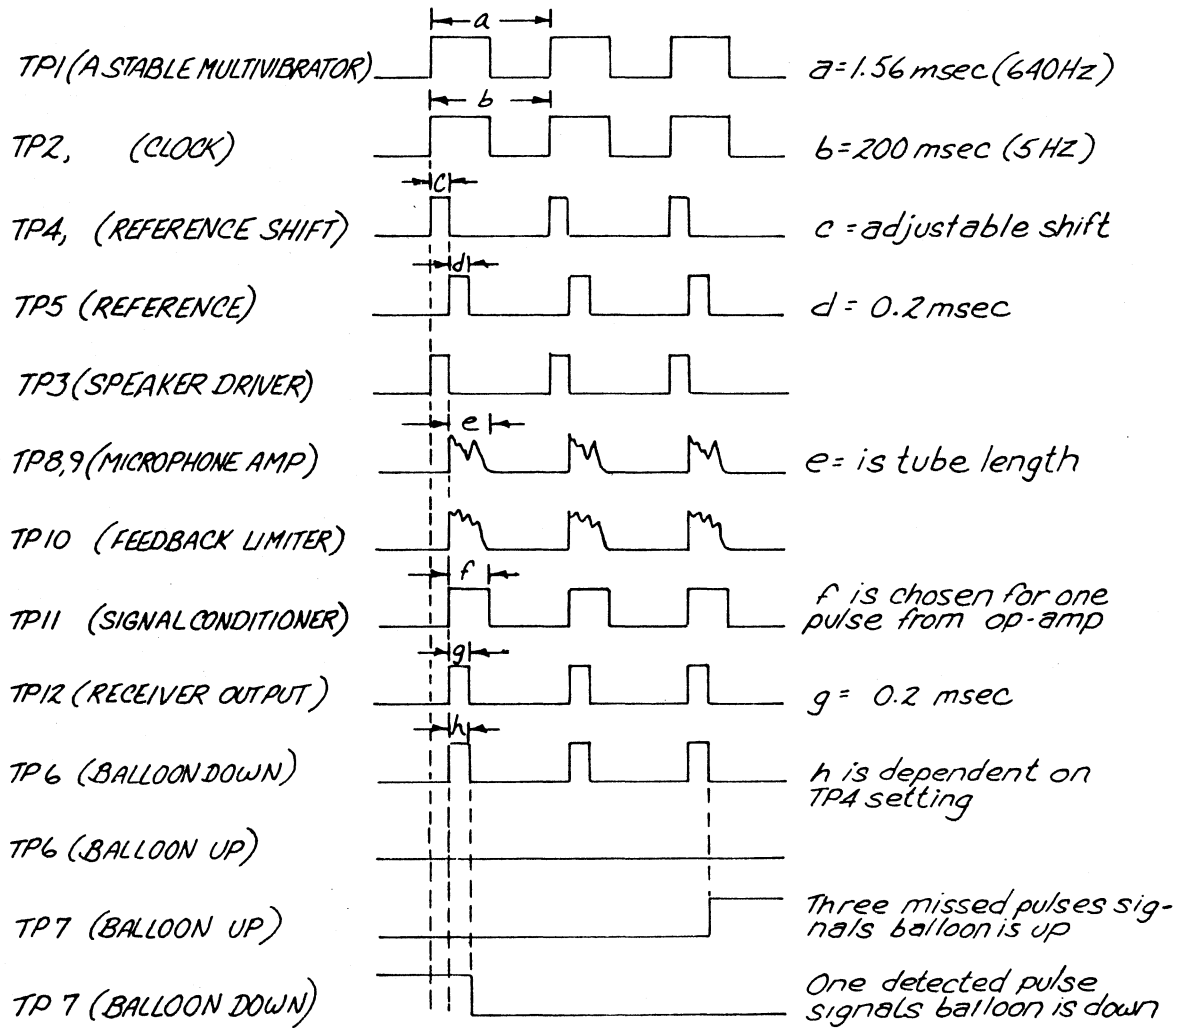 a
TP1 (ASTABLE MULTIVIBRATOR) a=1.56 msec (640Hz)
b
TP2, (CLOCK) b=200 msec (5 HZ)
c
TP4, (REFERENCE SHIFT) c = adjustable shift
d
TP5 (REFERENCE) d = 0.2 msec
TP3 (SPEAKER DRIVER)
e
TP8,9 (MICROPHONE AMP) e= is tube length
TP10 (FEEDBACK LIMITER)
f
TP11 (SIGNAL CONDITIONER) f is chosen for one
pulse from op-amp
g
TP12 (RECEIVER OUTPUT) g = 0.2 msec
h
TP6 (BALLOON DOWN) h is dependent on
TP4 setting
TP6 (BALLOON UP)
TP7 (BALLOON UP) Three missed pulses sig-
nals balloon is up
TP7 (BALLOON DOWN) One detected pulse
signals balloon is down